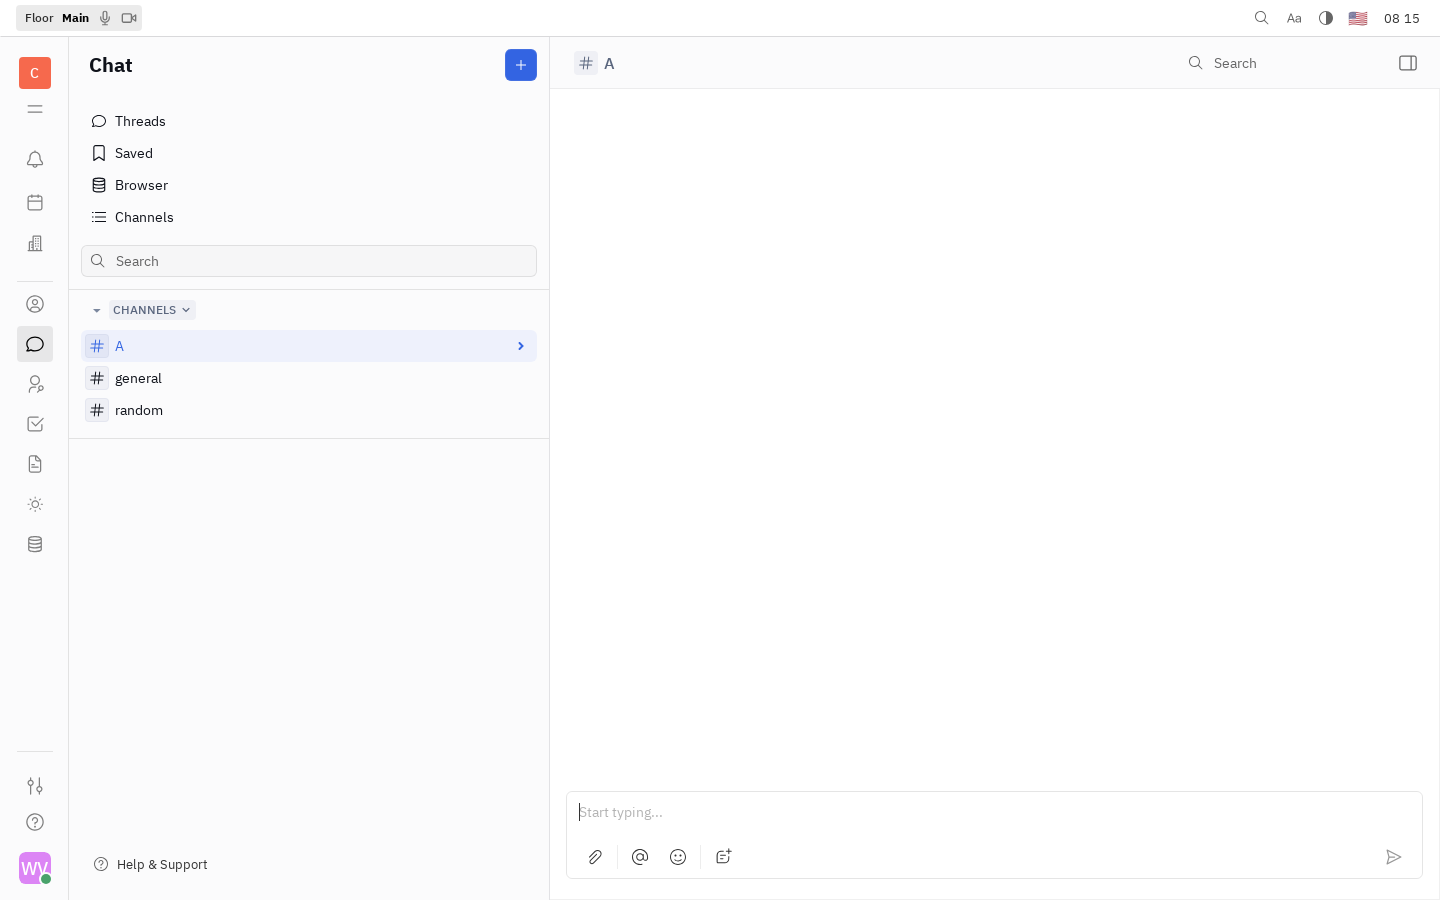 Floor Main
Aa
08 15
C
Chat
Threads
Saved
Browser
Channels
Search
CHANNELS
A
general
random
Help & Support
WV
A
Search
Start typing...